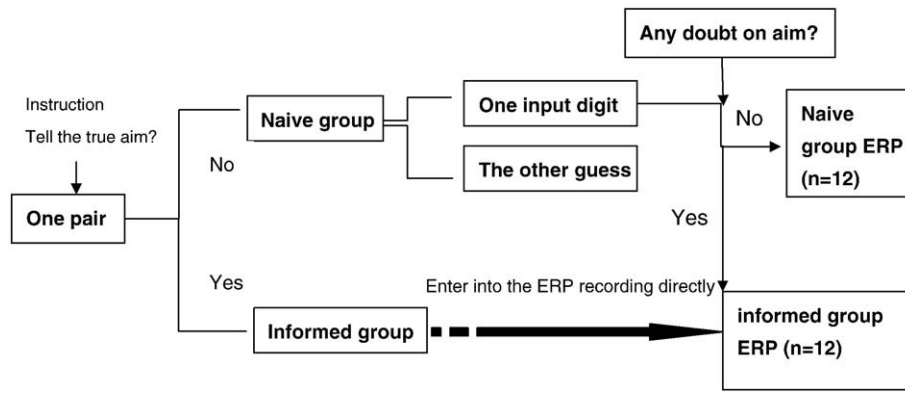 Any doubt on aim?
Instruction
Tell the true aim?
One pair
No
Yes
Naive group
Informed group
One input digit
The other guess
No
Yes
Naive
group ERP
(n=12)
Enter into the ERP recording directly
informed group
ERP (n=12)